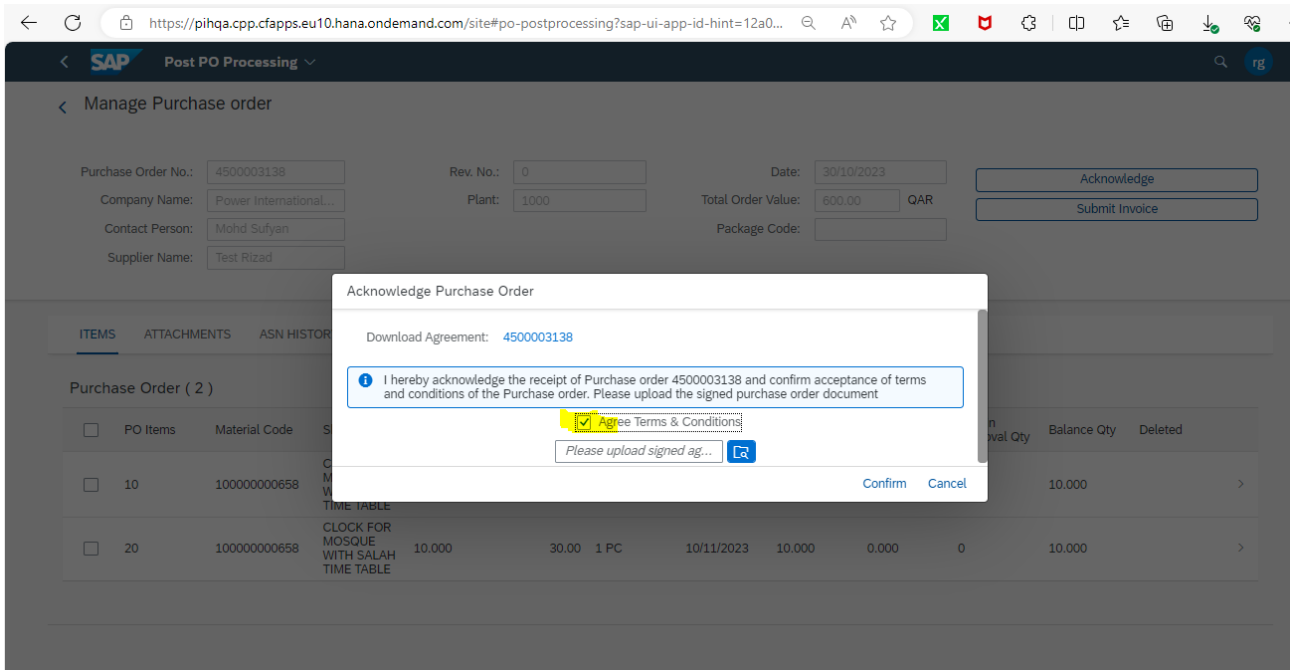 https://pihqa.cpp.cfapps.eu10.hana.ondemand.com/site#po-postprocessing?sap-ui-app-id-hint=12a0...
SAP Post PO Processing rg
Manage Purchase order
Purchase Order No.: 4500003138 Rev. No.: 0 Date: 30/10/2023 Acknowledge
Company Name: Power International... Plant: 1000 Total Order Value: 600.00 QAR Submit Invoice
Contact Person: Mohd Sufyan Package Code:
Supplier Name: Test Rizad
Acknowledge Purchase Order
Download Agreement: 4500003138
I hereby acknowledge the receipt of Purchase order 4500003138 and confirm acceptance of terms
and conditions of the Purchase order. Please upload the signed purchase order document
Agree Terms & Conditions
Please upload signed ag...
Confirm Cancel
ITEMS ATTACHMENTS ASN HISTOR
Purchase Order ( 2 )
PO Items Material Code Balance Qty Deleted
10 100000000658 10.000
TIME TABLE
20 100000000658 CLOCK FOR
MOSQUE
WITH SALAH
TIME TABLE 10.000 30.00 1 PC 10/11/2023 10.000 0.000 0 10.000